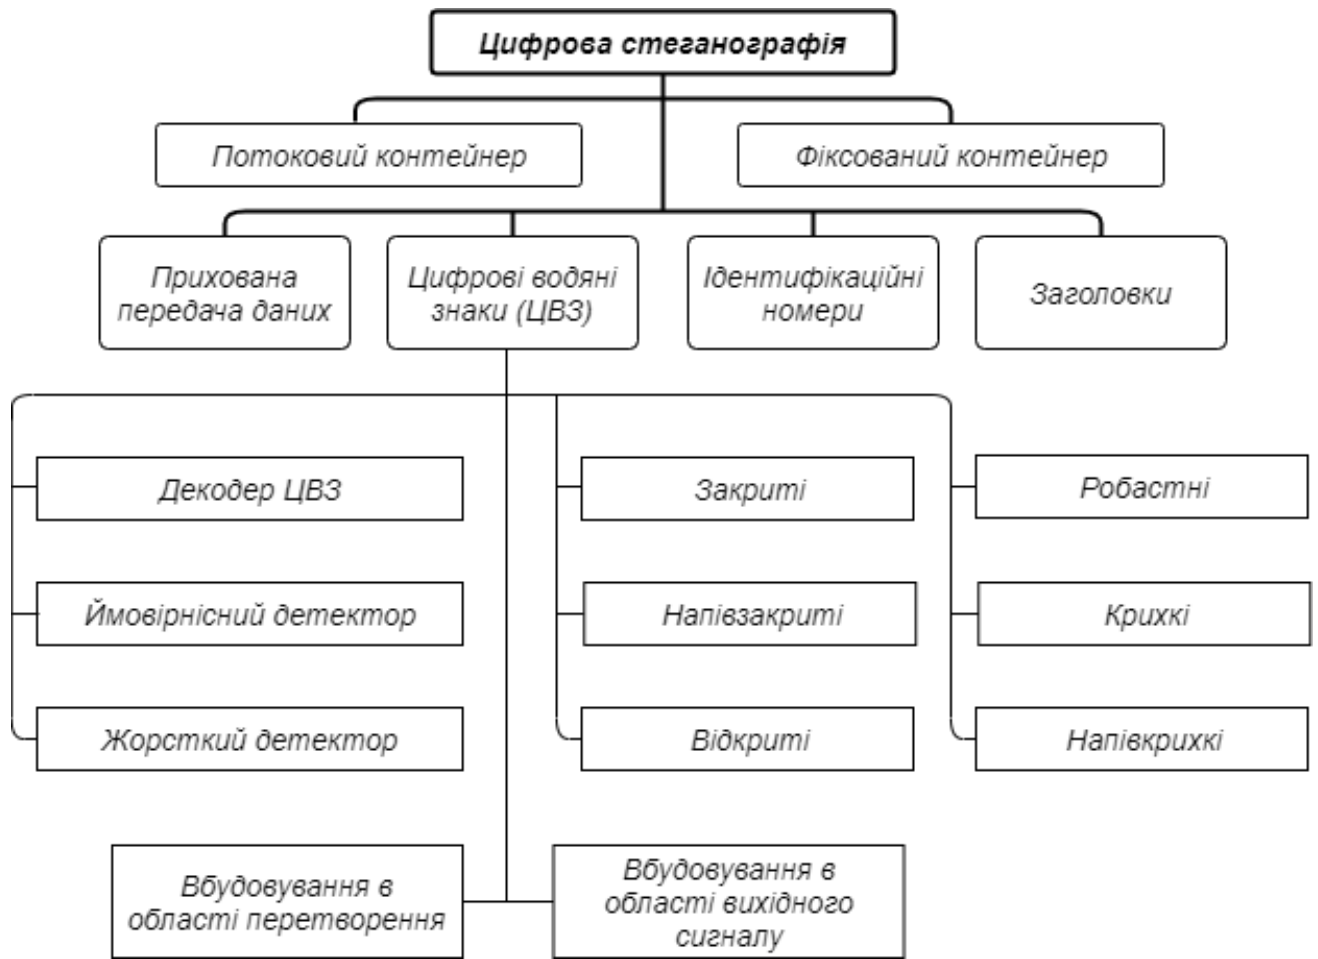 Цифрова стеганографія
Потоковий контейнер
Фіксований контейнер
Прихована
передача даних
Цифрові водяні
знаки (ЦВЗ)
Ідентифікаційні
номери
Заголовки
Декодер ЦВЗ
Закриті
Робастні
Ймовірнісний детектор
Напівзакриті
Крихкі
Жорсткий детектор
Відкриті
Напівкрихкі
Вбудовування в
області перетворення
Вбудовування в
області вихідного
сигналу